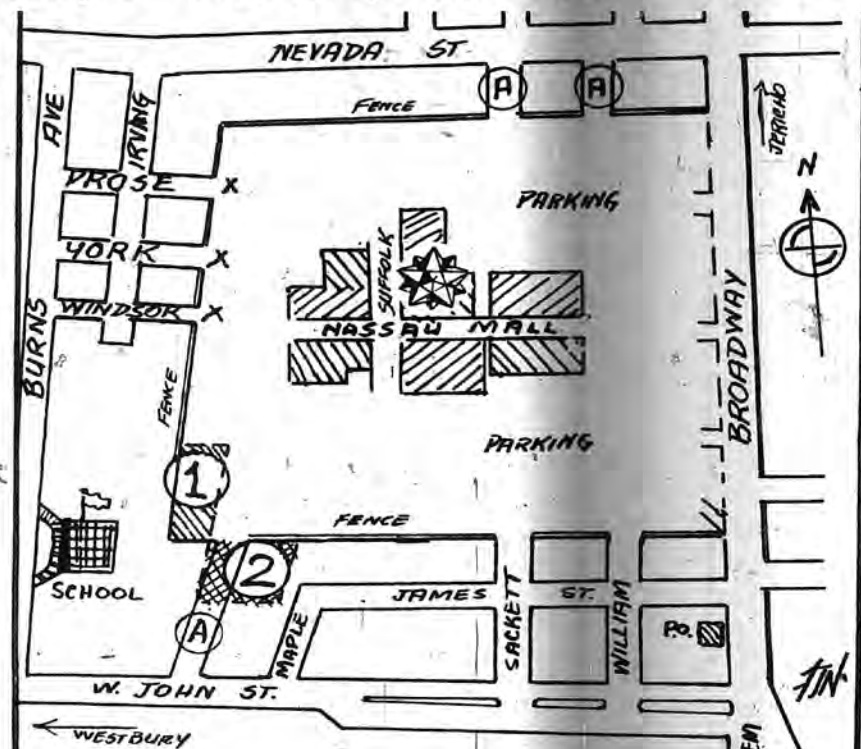 NEVADA ST.
A
A
FENCE
AVE
IRVING
JERICHO
N
DROSE
X
PARKING
YORK
X
SUFFOLK
WINDSOR
X
NASSAU MALL
BURNS
BROADWAY
FENCE
PARKING
1
FENCE
2
SCHOOL
JAMES ST.
A
MAPLE
SACKETT
WILLIAM
P.O.
W. JOHN ST.
WESTBURY